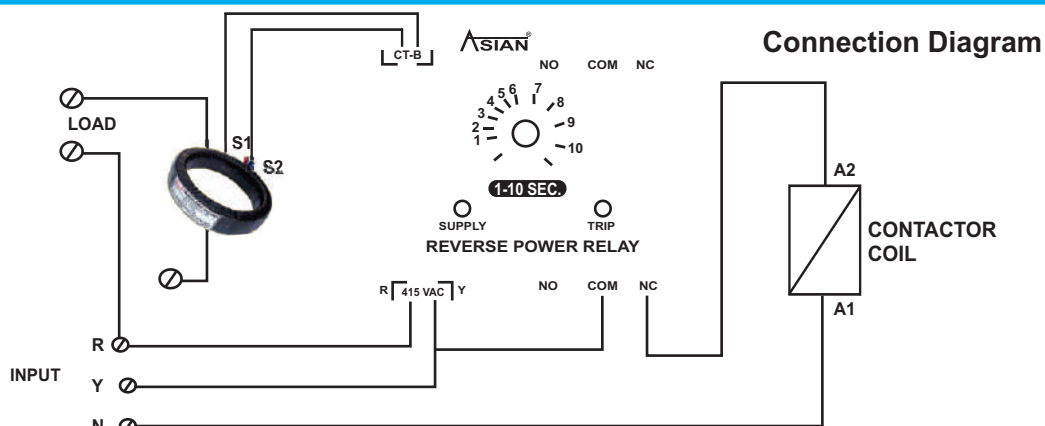 Connection Diagram
ASIAN®
CT-B
NO COM NC
LOAD
S1
S2
1 2 3 4 5 6 7 8 9 10
1-10 SEC.
SUPPLY TRIP
REVERSE POWER RELAY
A2
CONTACTOR
COIL
A1
R 415 VAC Y
NO COM NC
R
INPUT
Y
N